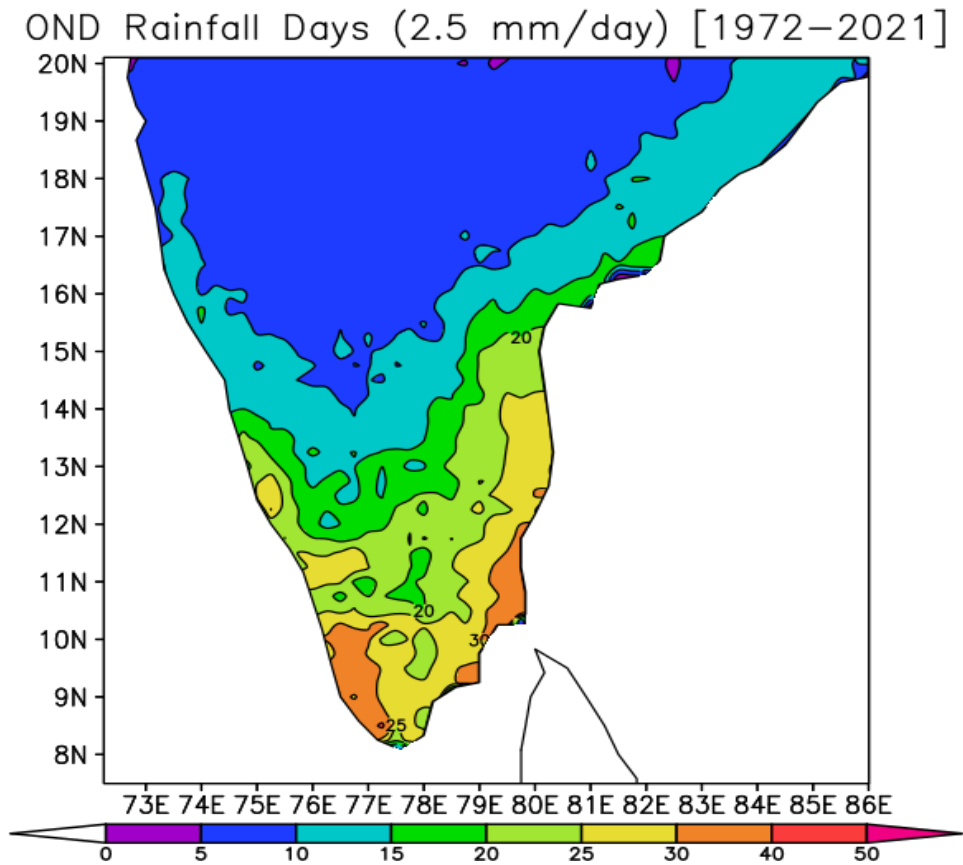 OND Rainfall Days (2.5 mm/day) [1972−2021]
20N
19N
18N
17N
16N
15N
14N
13N
12N
11N
10N
9N
8N
20
20
30
25
73E 74E 75E 76E 77E 78E 79E 80E 81E 82E 83E 84E 85E 86E
0 5 10 15 20 25 30 40 50